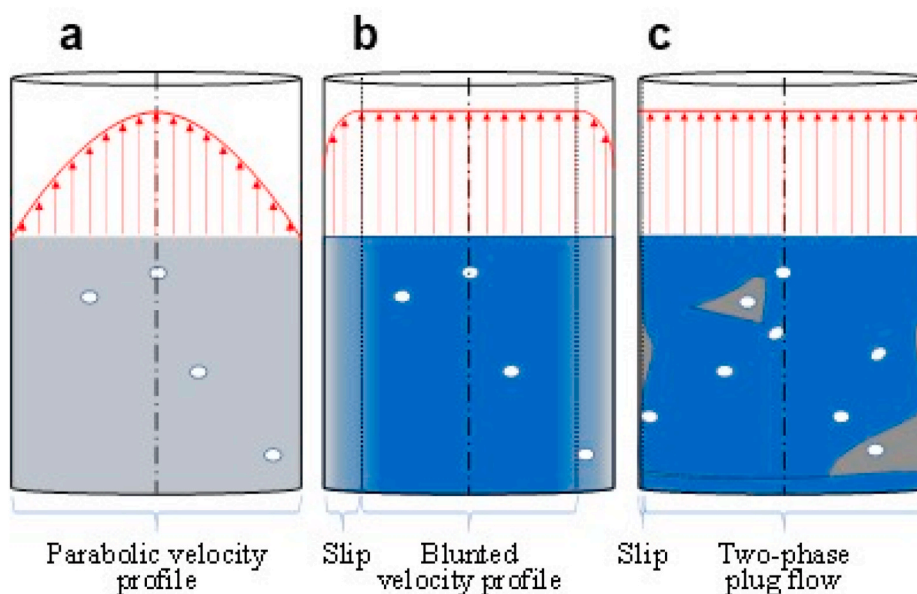 a
b
c
Parabolic velocity
profile
Slip
Blunted
velocity profile
Slip
Two-phase
plug flow